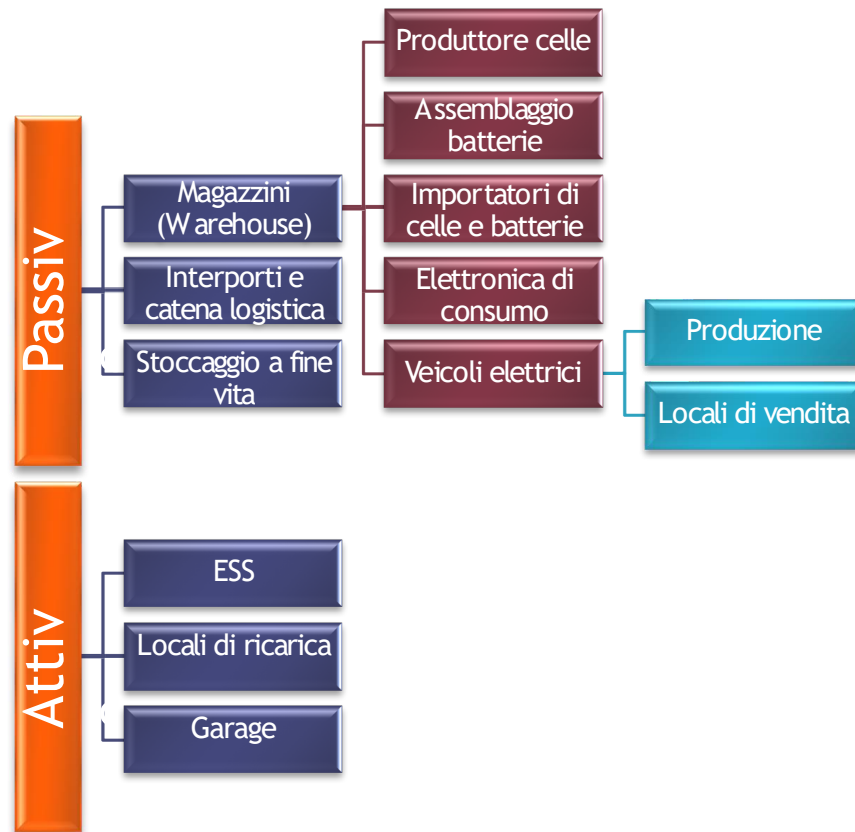 Passiv
Magazzini
(Warehouse)
Interporti e
catena logistica
Stoccaggio a fine
vita
Produttore celle
Assemblaggio
batterie
Importatori di
celle e batterie
Elettronica di
consumo
Veicoli elettrici
Produzione
Locali di vendita
Attiv
ESS
Locali di ricarica
Garage